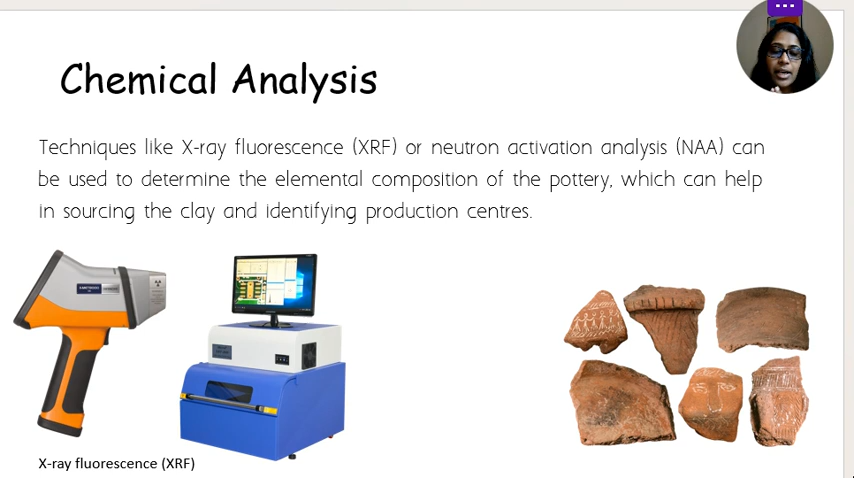 Chemical Analysis
Techniques like X-ray fluorescence (XRF) or neutron activation analysis (NAA) can
be used to determine the elemental composition of the pottery, which can help
in sourcing the clay and identifying production centres.
X-ray fluorescence (XRF)